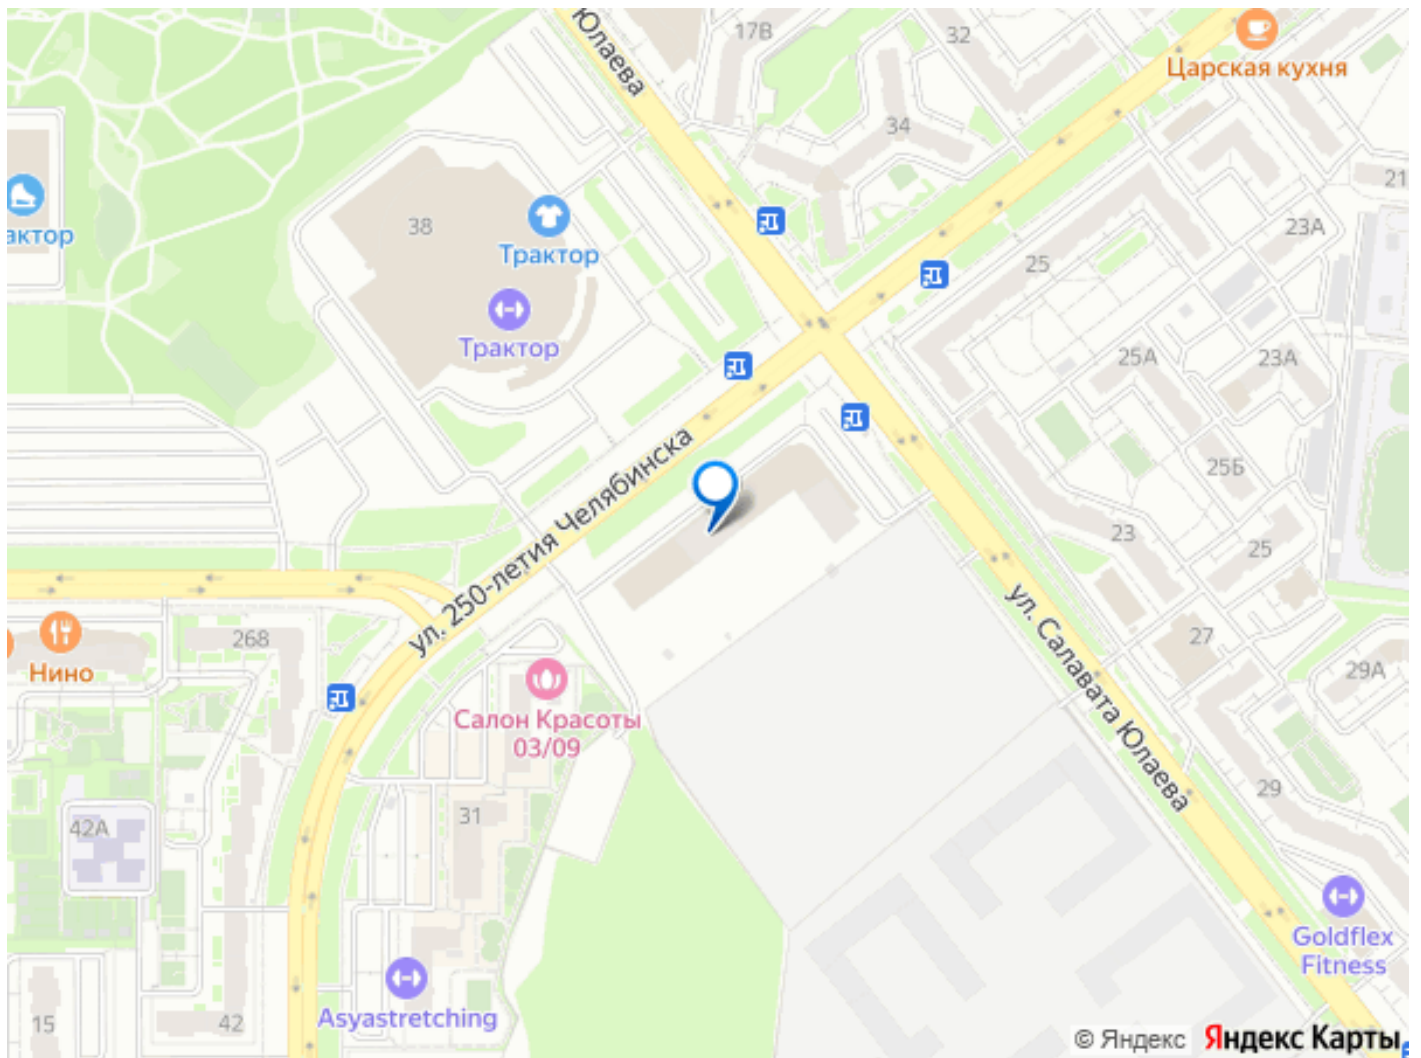 Юлаева
17В
32
Царская кухня
34
21
актор
38
Трактор
23А
25
Трактор
25А
23А
ул. 250-летия Челябинска
25Б
23
25
ул. Салавата Юлаева
27
268
Нино
29А
Салон Красоты
03/09
29
31
42А
Goldflex
Fitness
Asyastretching
15
42
© Яндекс Яндекс Карты